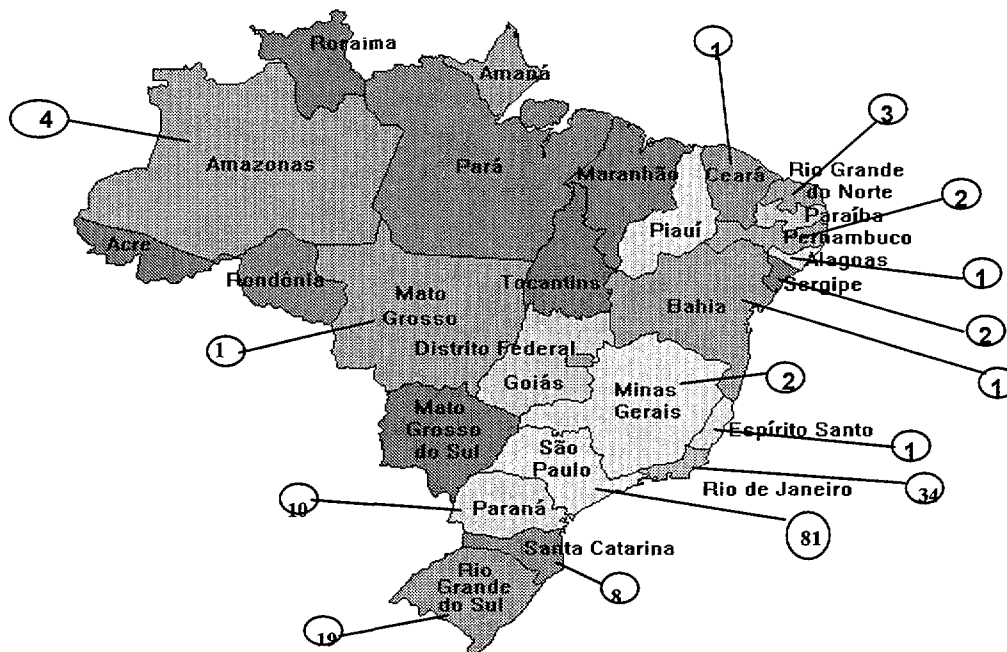 Roraima
Amapá
1
4
3
Amazonas
Pará
Maranhão
Ceará
Rio Grande
do Norte
2
Paraíba
Piauí
Pernambuco
Acre
Alagoas
1
Rondônia
Tocantins
Sergipe
Mato
Grosso
Bahia
2
1
Distrito Federal
Goiás
Minas
Gerais
2
1
Mato
Grosso
do Sul
Espírito Santo
1
São
Paulo
Rio de Janeiro
34
10
Paraná
81
Santa Catarina
Rio
Grande
do Sul
8
19